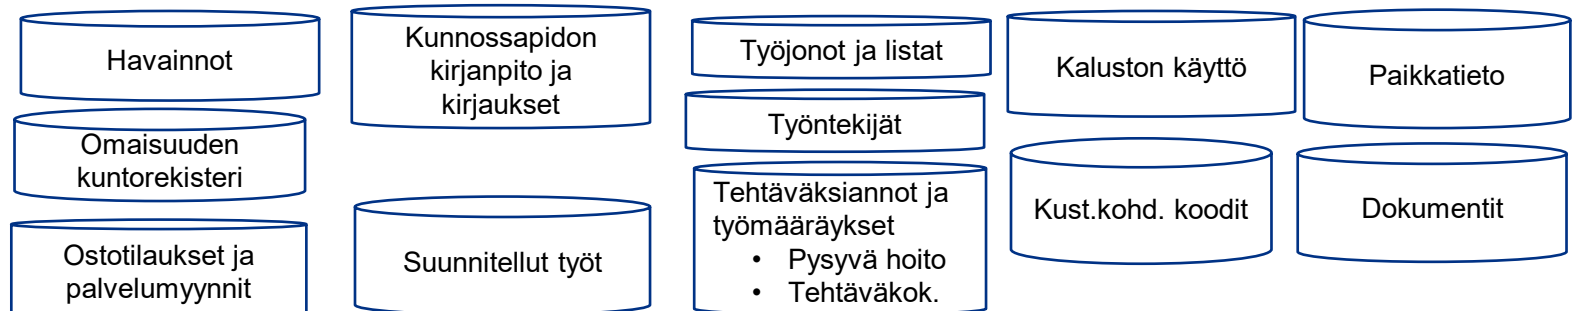 Havainnot
Omaisuuden
kuntorekisteri
Ostotilaukset ja
palvelumyynnit
Kunnossapidon
kirjanpito ja
kirjaukset
Suunnitellut työt
Työjonot ja listat
Työntekijät
Tehtäväksiannot ja
työmääräykset
• Pysyvä hoito
• Tehtäväkok.
Kaluston käyttö
Kust.kohd. koodit
Paikkatieto
Dokumentit